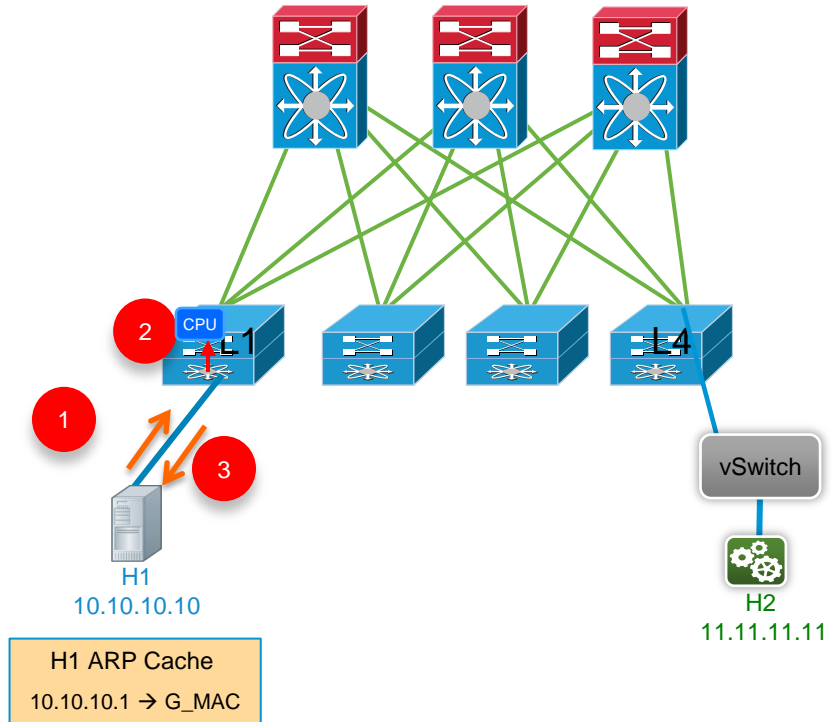 2
CPU
L1
L4
1
3
vSwitch
H1
10.10.10.10
H2
11.11.11.11
H1 ARP Cache
10.10.10.1 → G_MAC